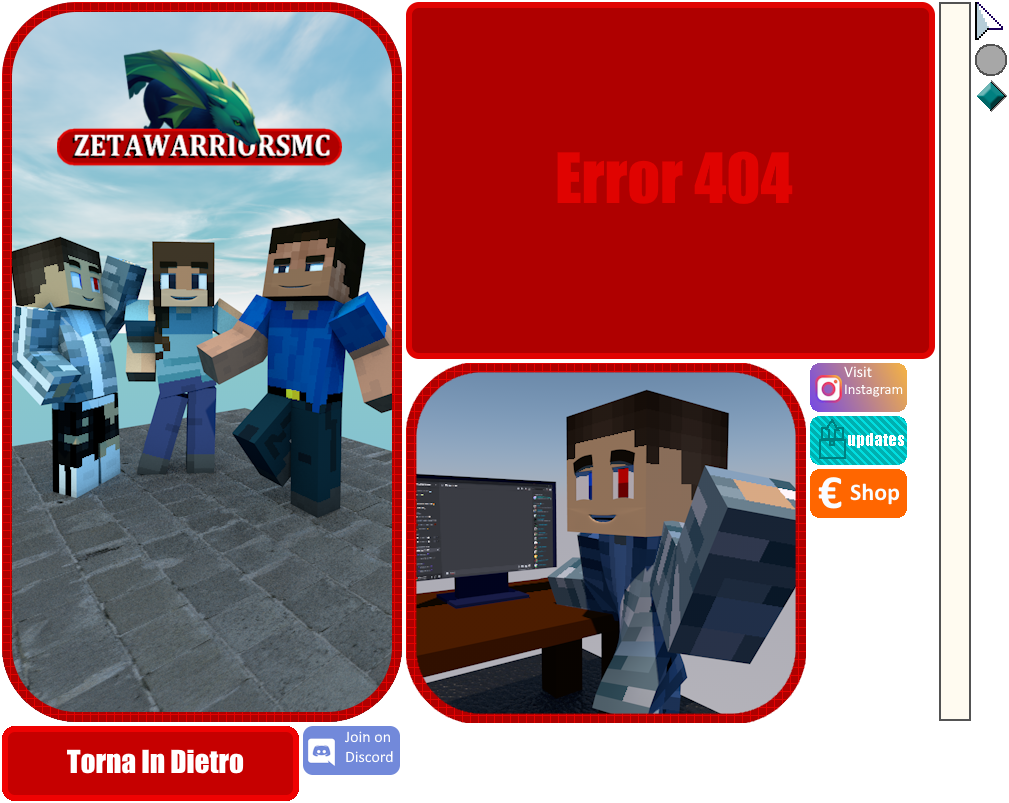 ZETAWARRIORSMC
Error 404
Visit
Instagram
updates
€ Shop
Torna In Dietro
Join on
Discord